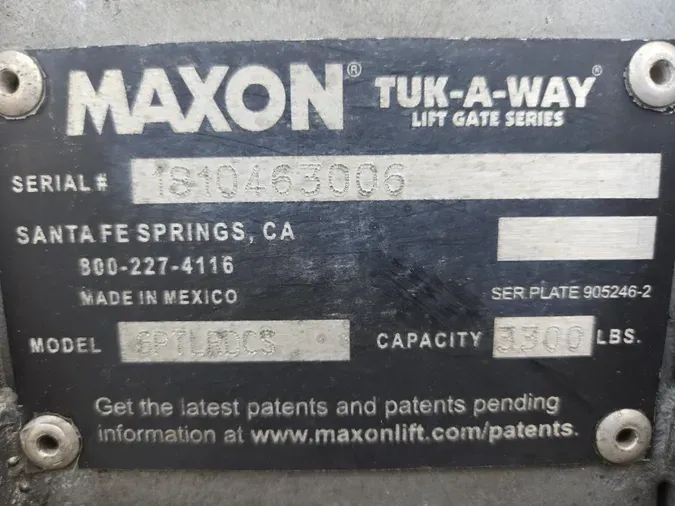 MAXON® TUK-A-WAY®
LIFT GATE SERIES
SERIAL # 1810463006
SANTA FE SPRINGS, CA
800-227-4116
MADE IN MEXICO
SER PLATE 905246-2
MODEL
CAPACITY 3300 LBS.
Get the latest patents and patents pending
information at www.maxonlift.com/patents.